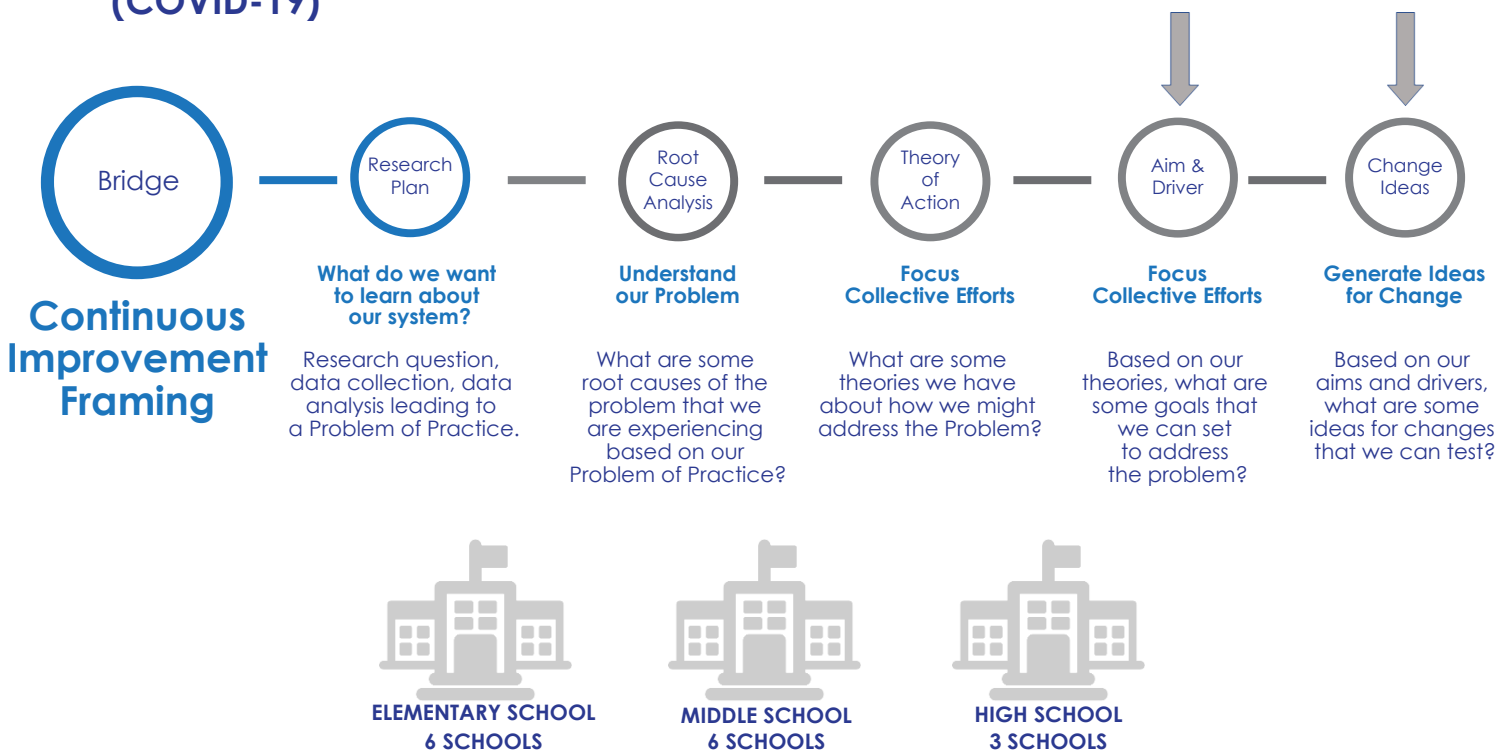 (COVID-19)
Bridge
Continuous
Improvement
Framing
Research
Plan
What do we want
to learn about
our system?
Research question,
data collection, data
analysis leading to
a Problem of Practice.
Root
Cause
Analysis
Understand
our Problem
What are some
root causes of the
problem that we
are experiencing
based on our
Problem of Practice?
Theory
of
Action
Focus
Collective Efforts
What are some
theories we have
about how we might
address the Problem?
Aim &
Driver
Focus
Collective Efforts
Based on our
theories, what are
some goals that
we can set
to address
the problem?
Change
Ideas
Generate Ideas
for Change
Based on our
aims and drivers,
what are some
ideas for changes
that we can test?
ELEMENTARY SCHOOL
6 SCHOOLS
MIDDLE SCHOOL
6 SCHOOLS
HIGH SCHOOL
3 SCHOOLS